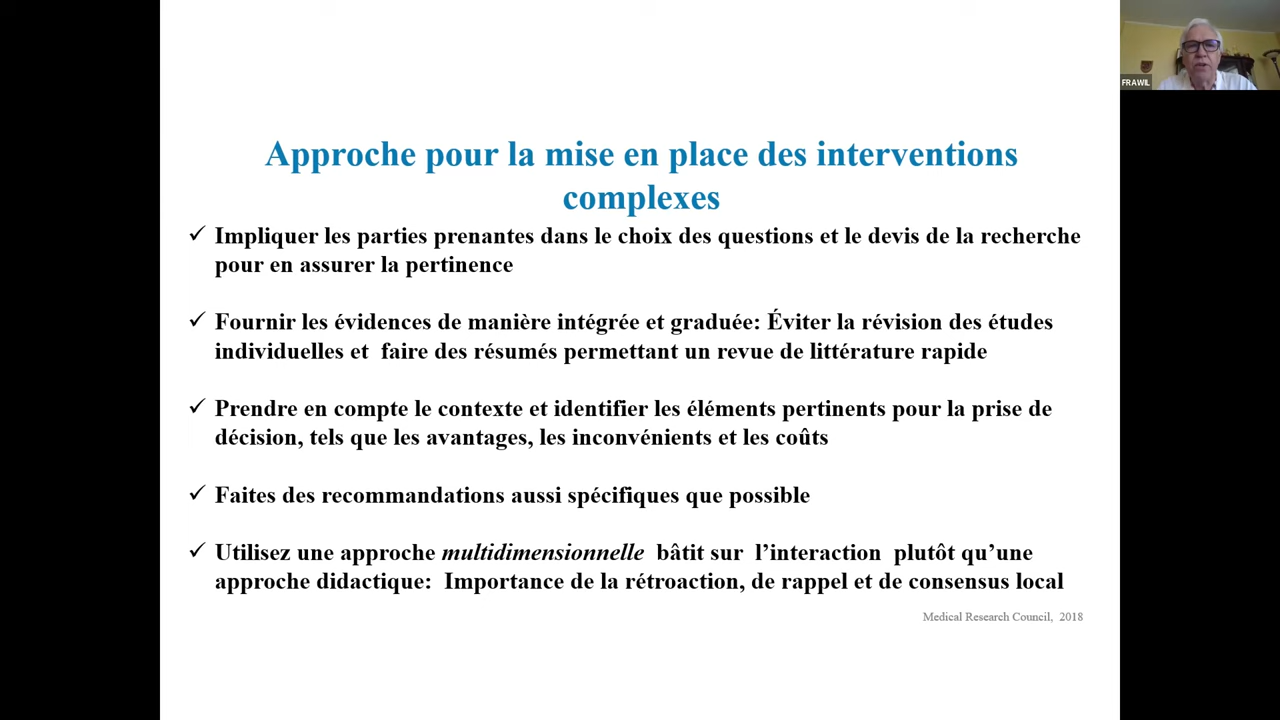 FRAWIL
Approche pour la mise en place des interventions
complexes
✓ Impliquer les parties prenantes dans le choix des questions et le devis de la recherche
pour en assurer la pertinence
✓ Fournir les évidences de manière intégrée et graduée: Éviter la révision des études
individuelles et  faire des résumés permettant un revue de littérature rapide
✓ Prendre en compte le contexte et identifier les éléments pertinents pour la prise de
décision, tels que les avantages, les inconvénients et les coûts
✓ Faites des recommandations aussi spécifiques que possible
✓ Utilisez une approche multidimensionnelle  bâtit sur  l’interaction  plutôt qu’une
approche didactique:  Importance de la rétroaction, de rappel et de consensus local
Medical Research Council,  2018